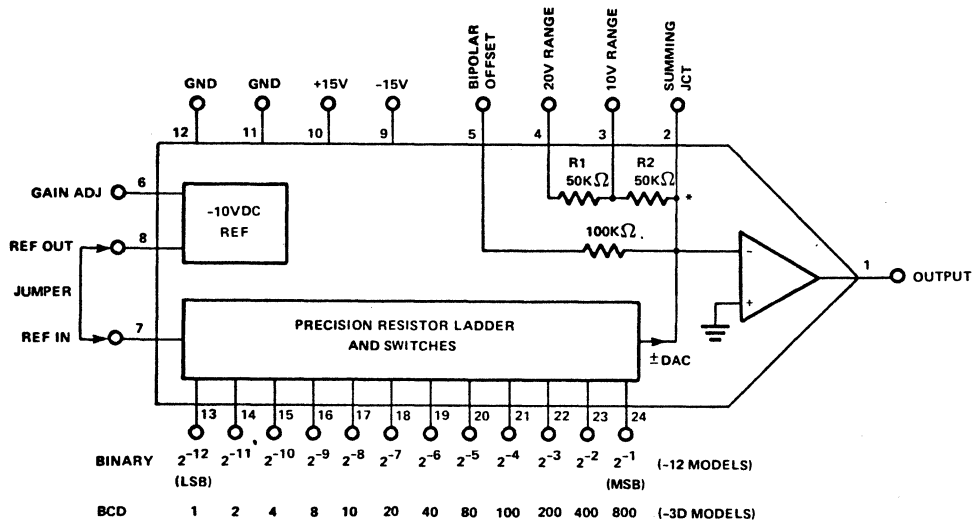 BIPOLAR OFFSET
20V RANGE
10V RANGE
SUMMING JCT
GND GND +15V -15V
12 11 10 9 5 4 3 2
R1 R2
50KΩ 50KΩ
*
GAIN ADJ 6
-10VDC
REF
REF OUT 8
100KΩ
-
+
1 OUTPUT
JUMPER
REF IN 7
PRECISION RESISTOR LADDER
AND SWITCHES
±DAC
13 14 15 16 17 18 19 20 21 22 23 24
BINARY 2⁻¹² 2⁻¹¹ 2⁻¹⁰ 2⁻⁹ 2⁻⁸ 2⁻⁷ 2⁻⁶ 2⁻⁵ 2⁻⁴ 2⁻³ 2⁻² 2⁻¹ (-12 MODELS)
(LSB) (MSB)
BCD 1 2 4 8 10 20 40 80 100 200 400 800 (-3D MODELS)